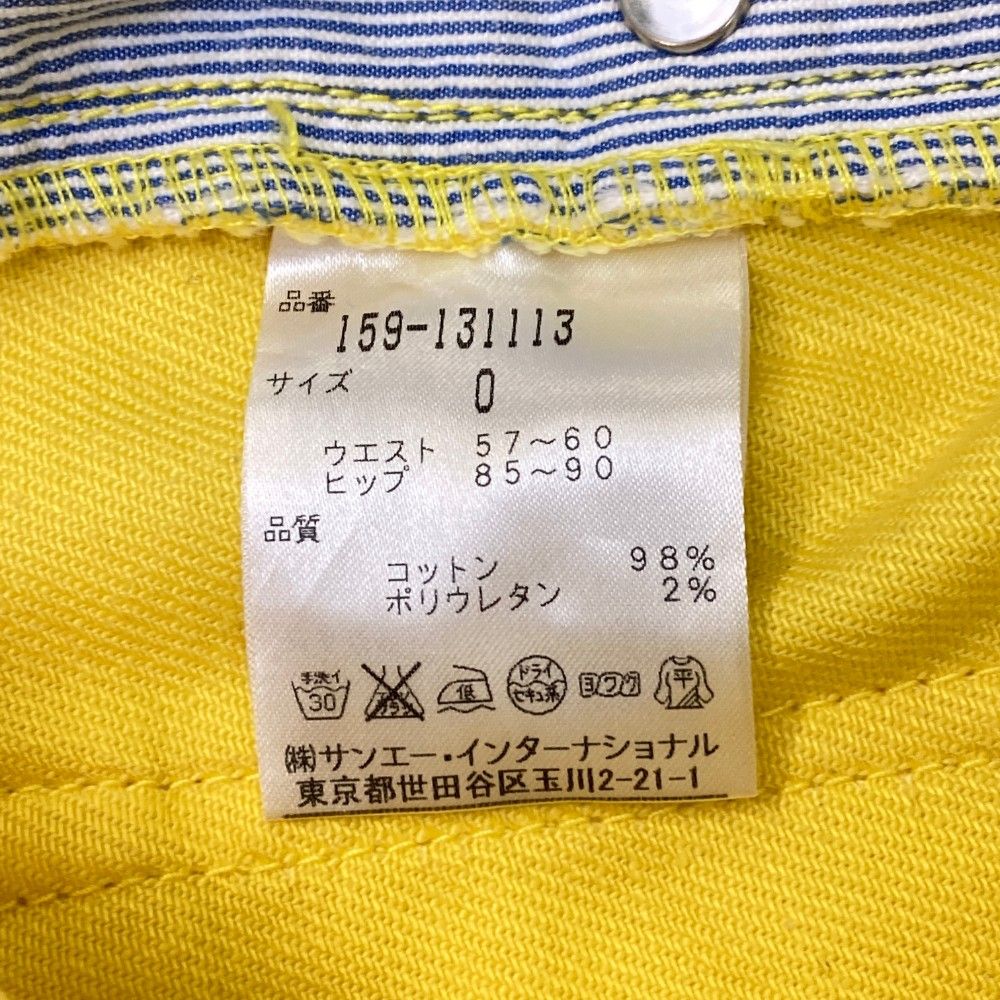 品番
159-131113
サイズ 0
ウエスト 57～60
ヒップ 85～90
品質
コットン 98%
ポリウレタン 2%
手洗イ 30 低 ドライ セキユ系 ヨワク 平
㈱サンエー・インターナショナル
東京都世田谷区玉川2-21-1